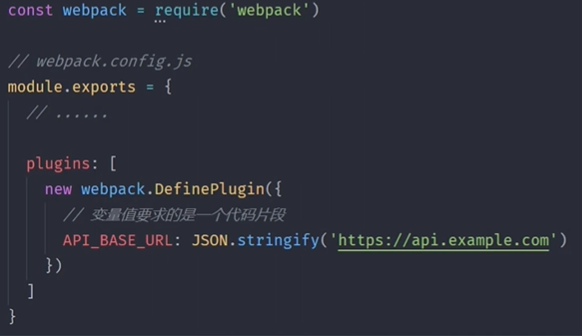 const webpack = require('webpack')
// webpack.config.js
module.exports = {
// ......
plugins: [
new webpack.DefinePlugin({
// 变量值要求的是一个代码片段
API_BASE_URL: JSON.stringify('https://api.example.com')
})
]
}